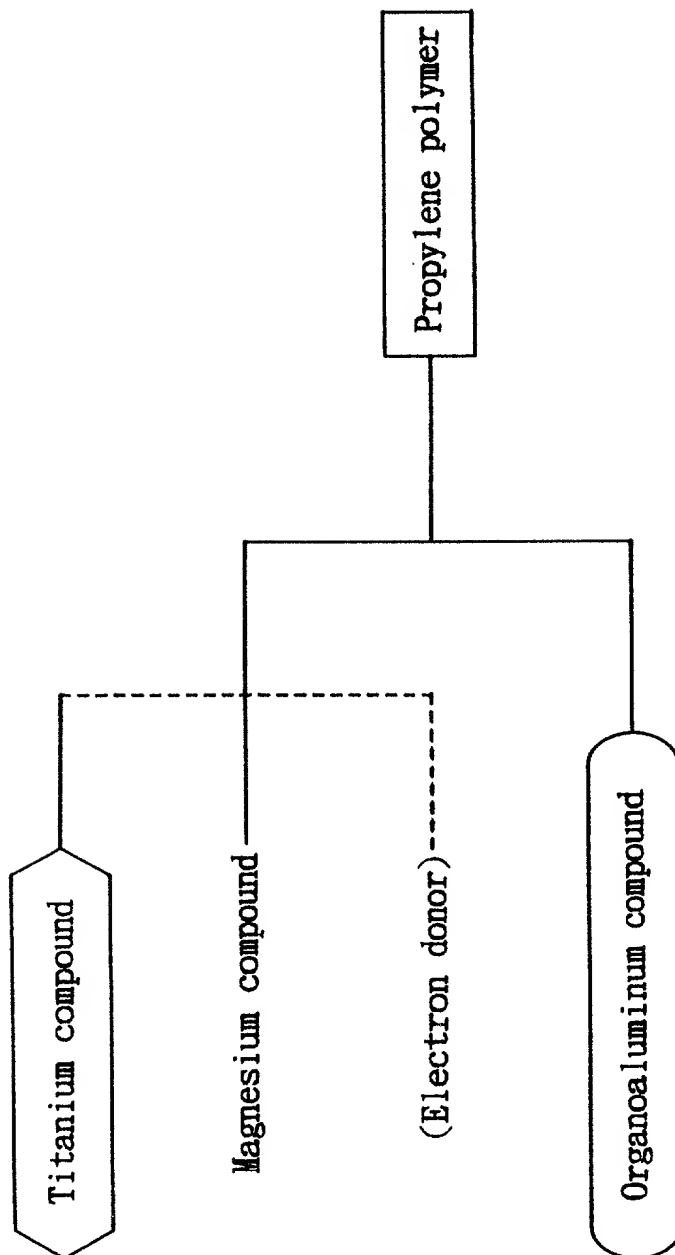 Titanium compound
Magnesium compound
(Electron donor)
Organoaluminum compound
Propylene polymer